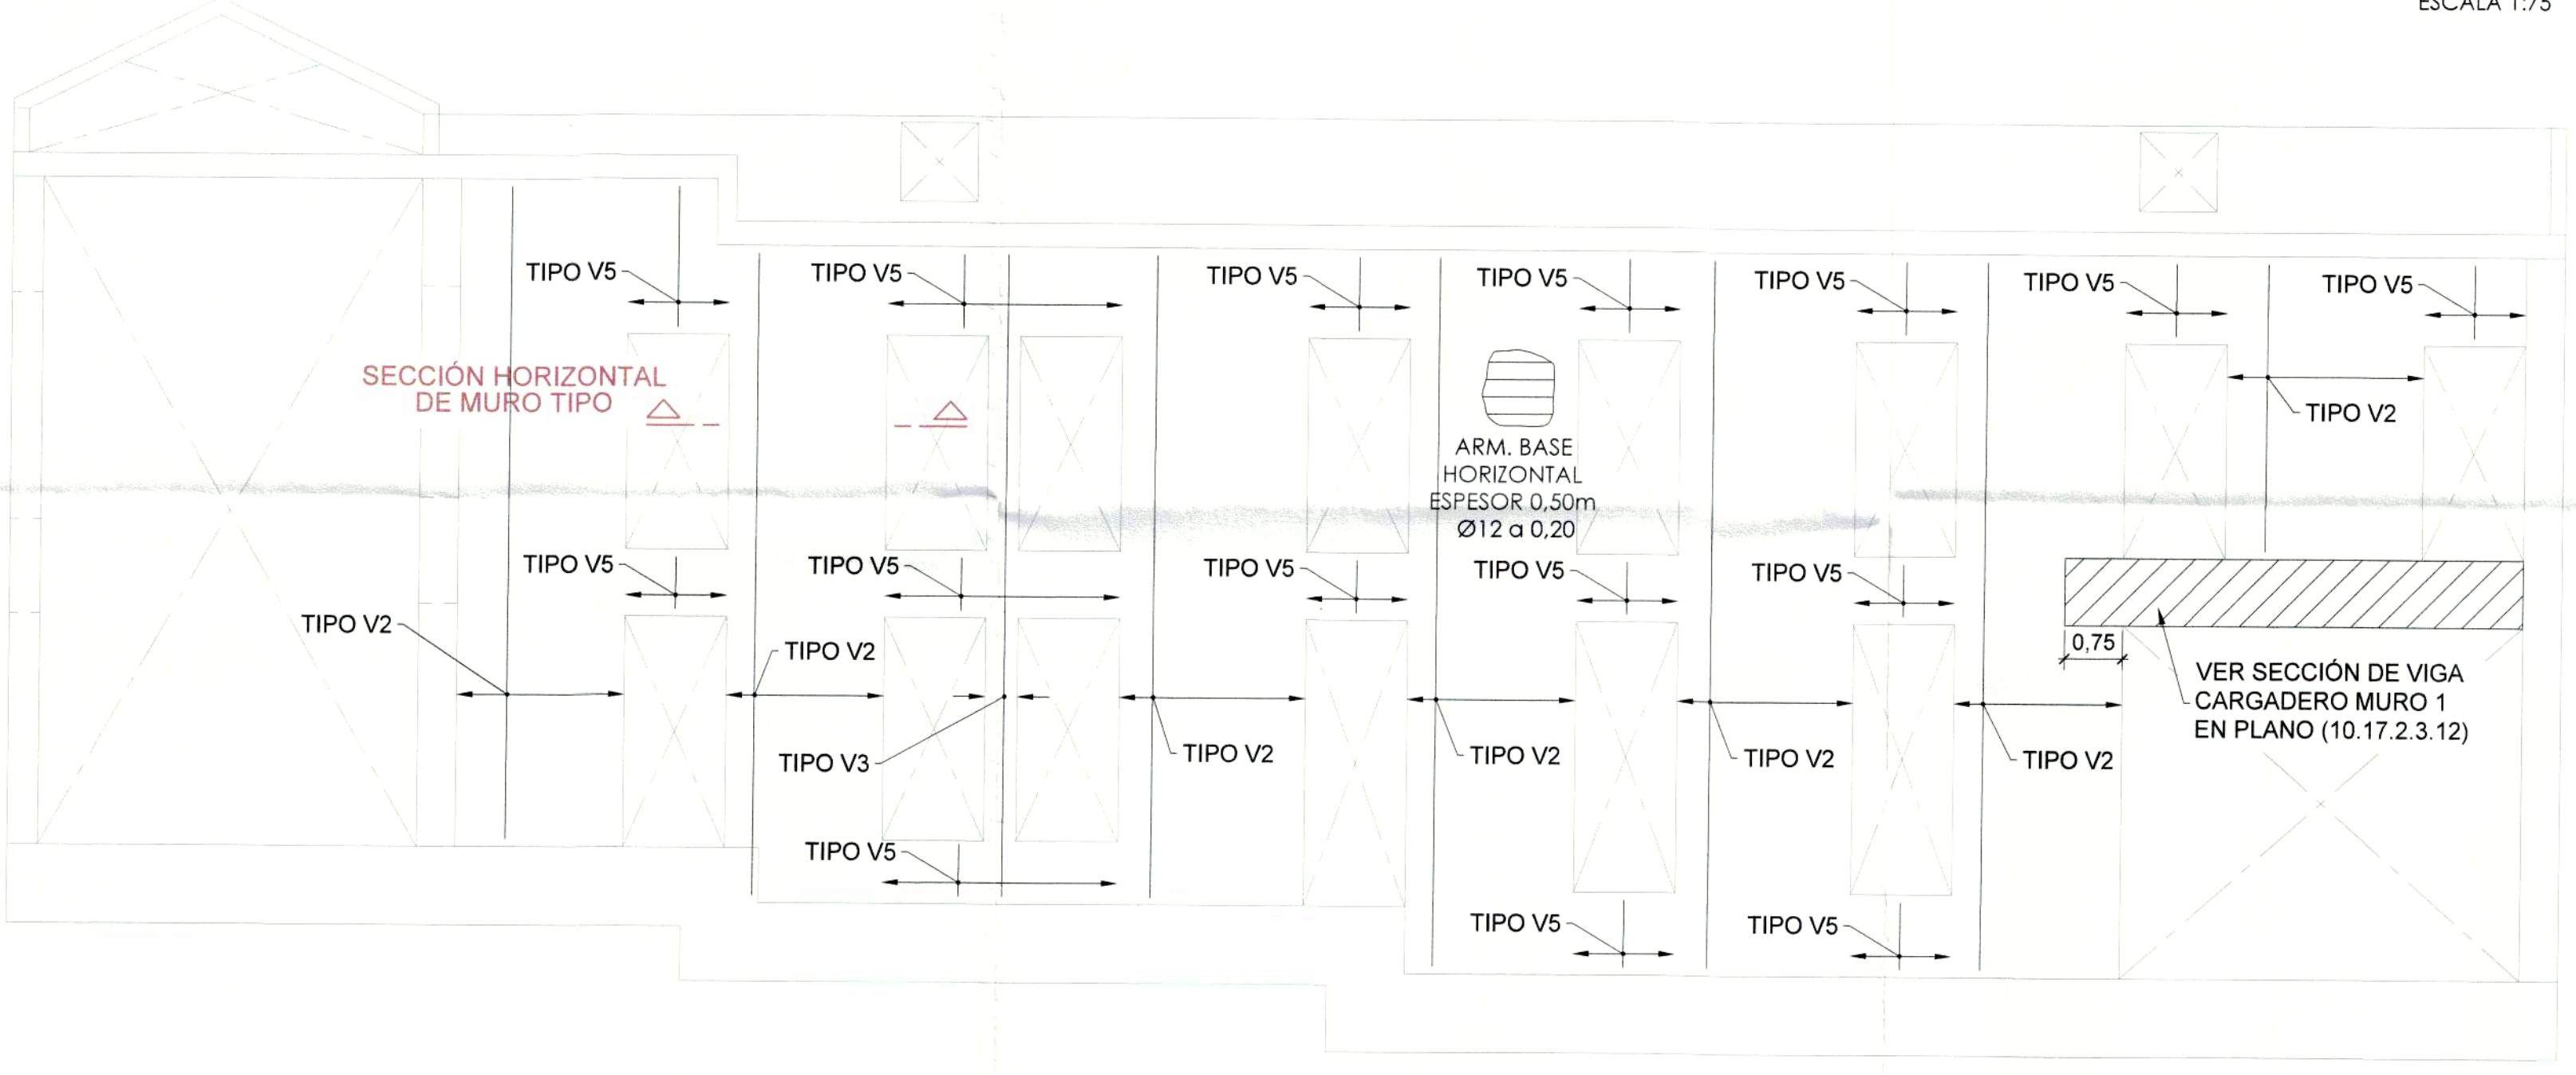 ESCALA 1:75
TIPO V5
TIPO V5
TIPO V5
TIPO V5
TIPO V5
TIPO V5
TIPO V5
SECCIÓN HORIZONTAL
DE MURO TIPO
TIPO V2
ARM. BASE
HORIZONTAL
ESPESOR 0,50m
Ø12 a 0,20
TIPO V5
TIPO V5
TIPO V5
TIPO V5
TIPO V5
TIPO V2
TIPO V2
0,75
VER SECCIÓN DE VIGA
CARGADERO MURO 1
EN PLANO (10.17.2.3.12)
TIPO V3
TIPO V2
TIPO V2
TIPO V2
TIPO V2
TIPO V5
TIPO V5
TIPO V5